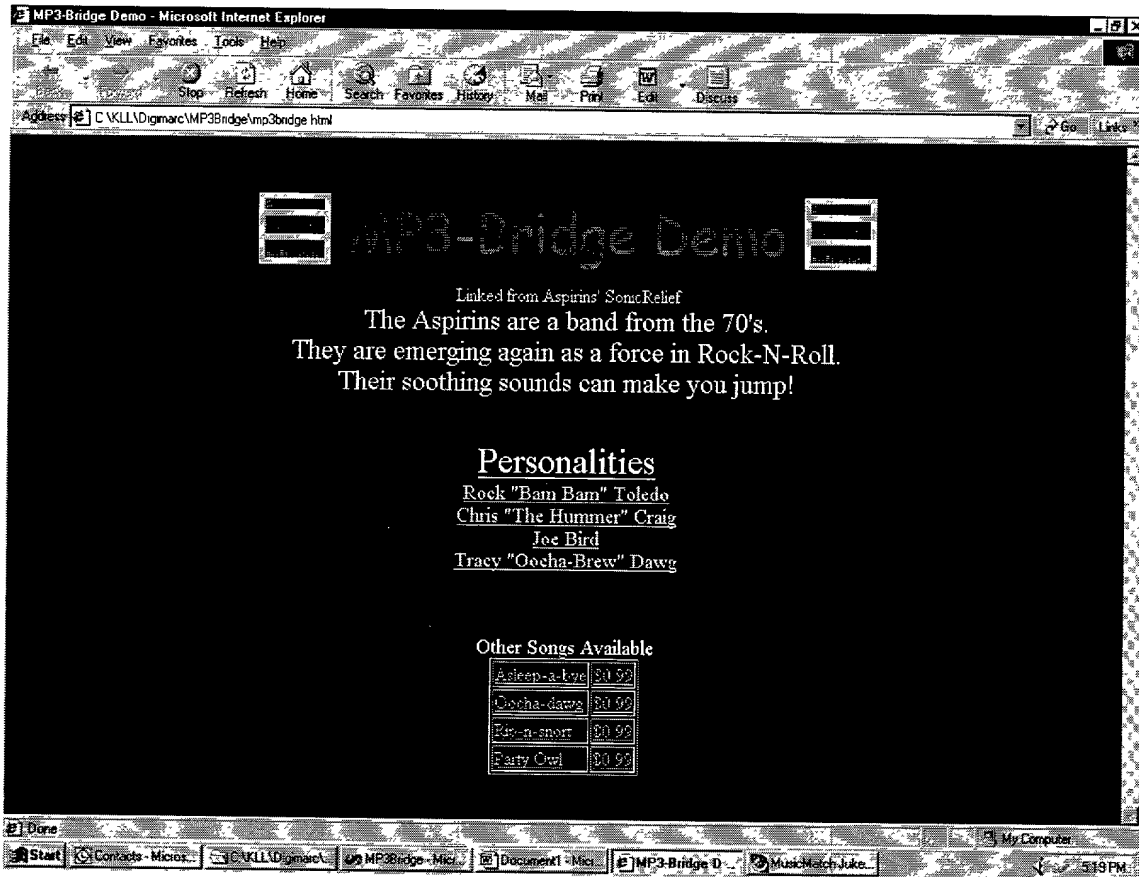 MP3-Bridge Demo - Microsoft Internet Explorer
File Edit View Favorites Tools Help
Stop Refresh Home Search Favorites History Mail Print Edit Discuss
Address C \KLL\Digimarc\MP3Bridge\mp3bridge html Go Links
MP3-Bridge Demo
Linked from Aspirins' SonicRelief
The Aspirins are a band from the 70's.
They are emerging again as a force in Rock-N-Roll.
Their soothing sounds can make you jump!
Personalities
Rock "Bam Bam" Toledo
Chris "The Hummer" Craig
Joe Bird
Tracy "Oocha-Brew" Dawg
Other Songs Available
Asleep-a-bye $0.99
Oocha-dawg $0.99
Rip-n-snort $0.99
Party Owl $0.99
Done My Computer
Start Contacts - Micros... C:\KLL\Digimarc\... MP3Bridge - Micr... Document1 - Micr... MP3-Bridge D... MusicMatch Juke... 5:19 PM